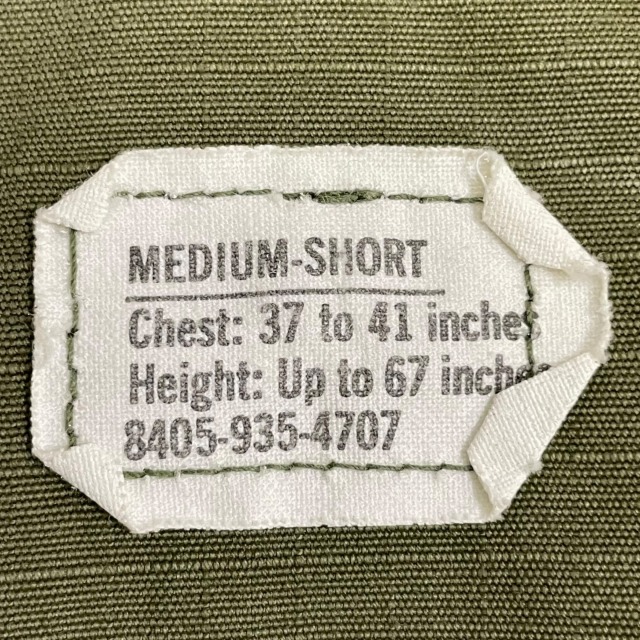 MEDIUM-SHORT
Chest: 37 to 41 inches
Height: Up to 67 inches
8405-935-4707